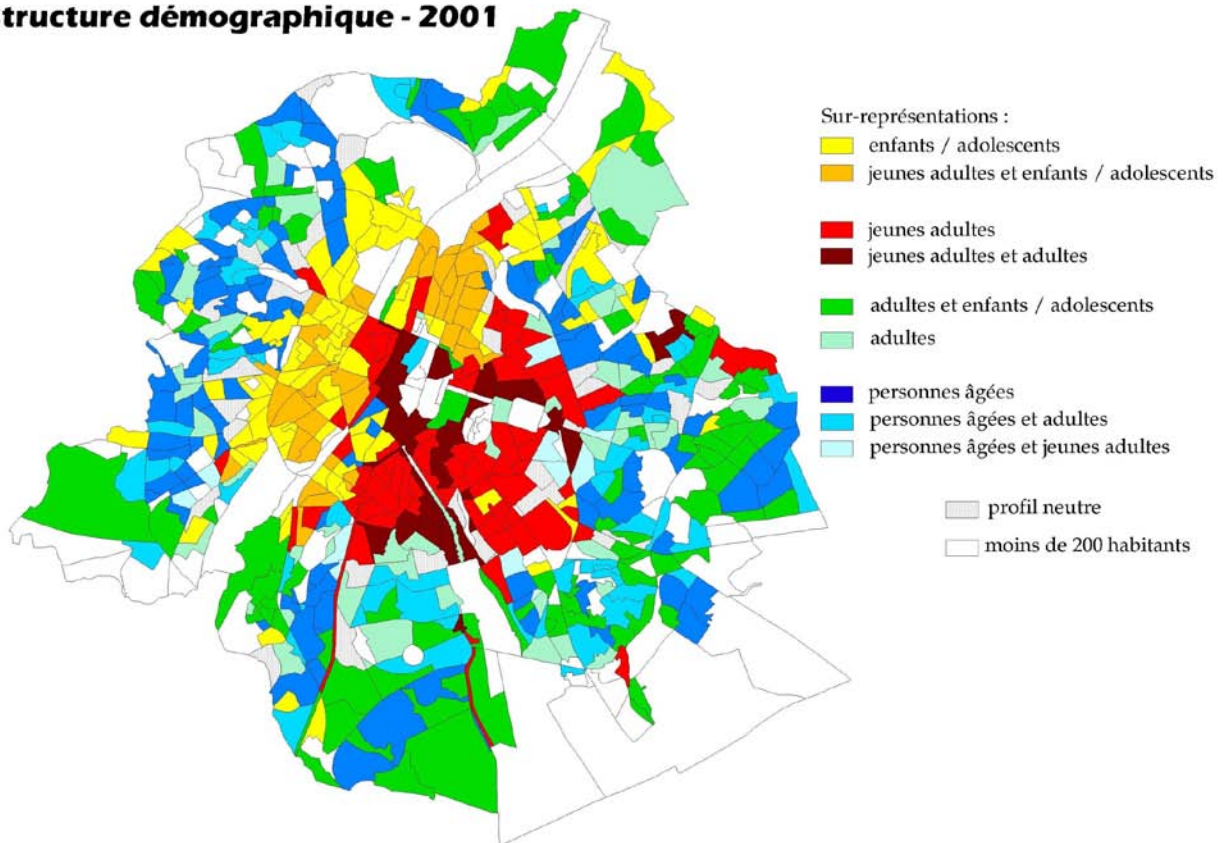 tructure démographique - 2001
Sur-représentations :
enfants / adolescents
jeunes adultes et enfants / adolescents
jeunes adultes
jeunes adultes et adultes
adultes et enfants / adolescents
adultes
personnes âgées
personnes âgées et adultes
personnes âgées et jeunes adultes
profil neutre
moins de 200 habitants